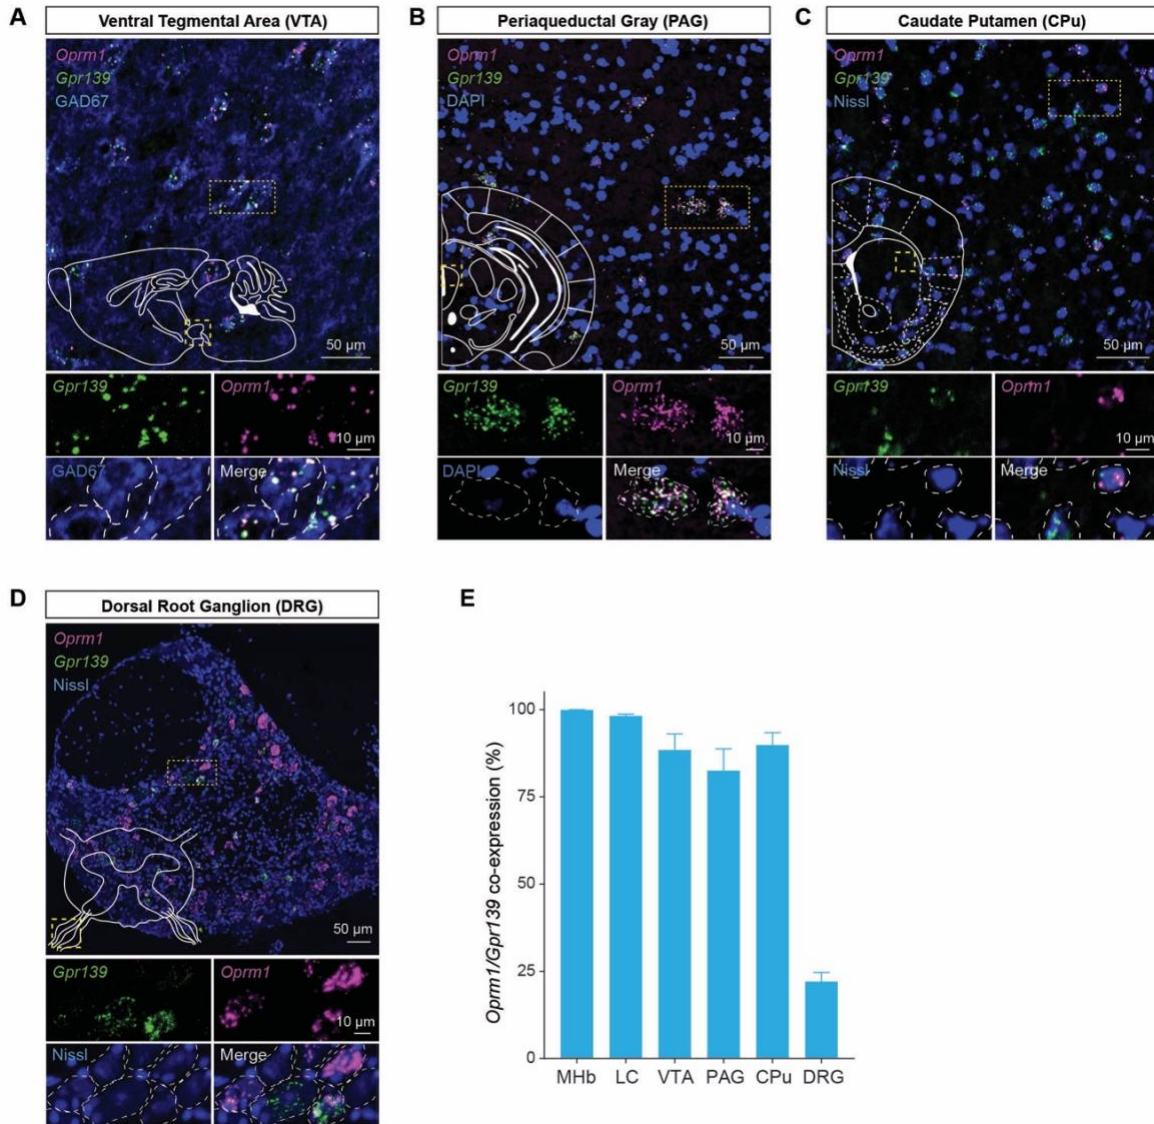 A
Ventral Tegmental Area (VTA)
Oprm1
Gpr139
GAD67
50 µm
Gpr139
Oprm1
10 µm
GAD67
Merge
B
Periaqueductal Gray (PAG)
Oprm1
Gpr139
DAPI
50 µm
Gpr139
Oprm1
10 µm
DAPI
Merge
C
Caudate Putamen (CPu)
Oprm1
Gpr139
Nissl
50 µm
Gpr139
Oprm1
10 µm
Nissl
Merge
D
Dorsal Root Ganglion (DRG)
Oprm1
Gpr139
Nissl
50 µm
Gpr139
Oprm1
10 µm
Nissl
Merge
E
Oprm1/Gpr139 co-expression (%)
100
75
50
25
0
MHb LC VTA PAG CPu DRG